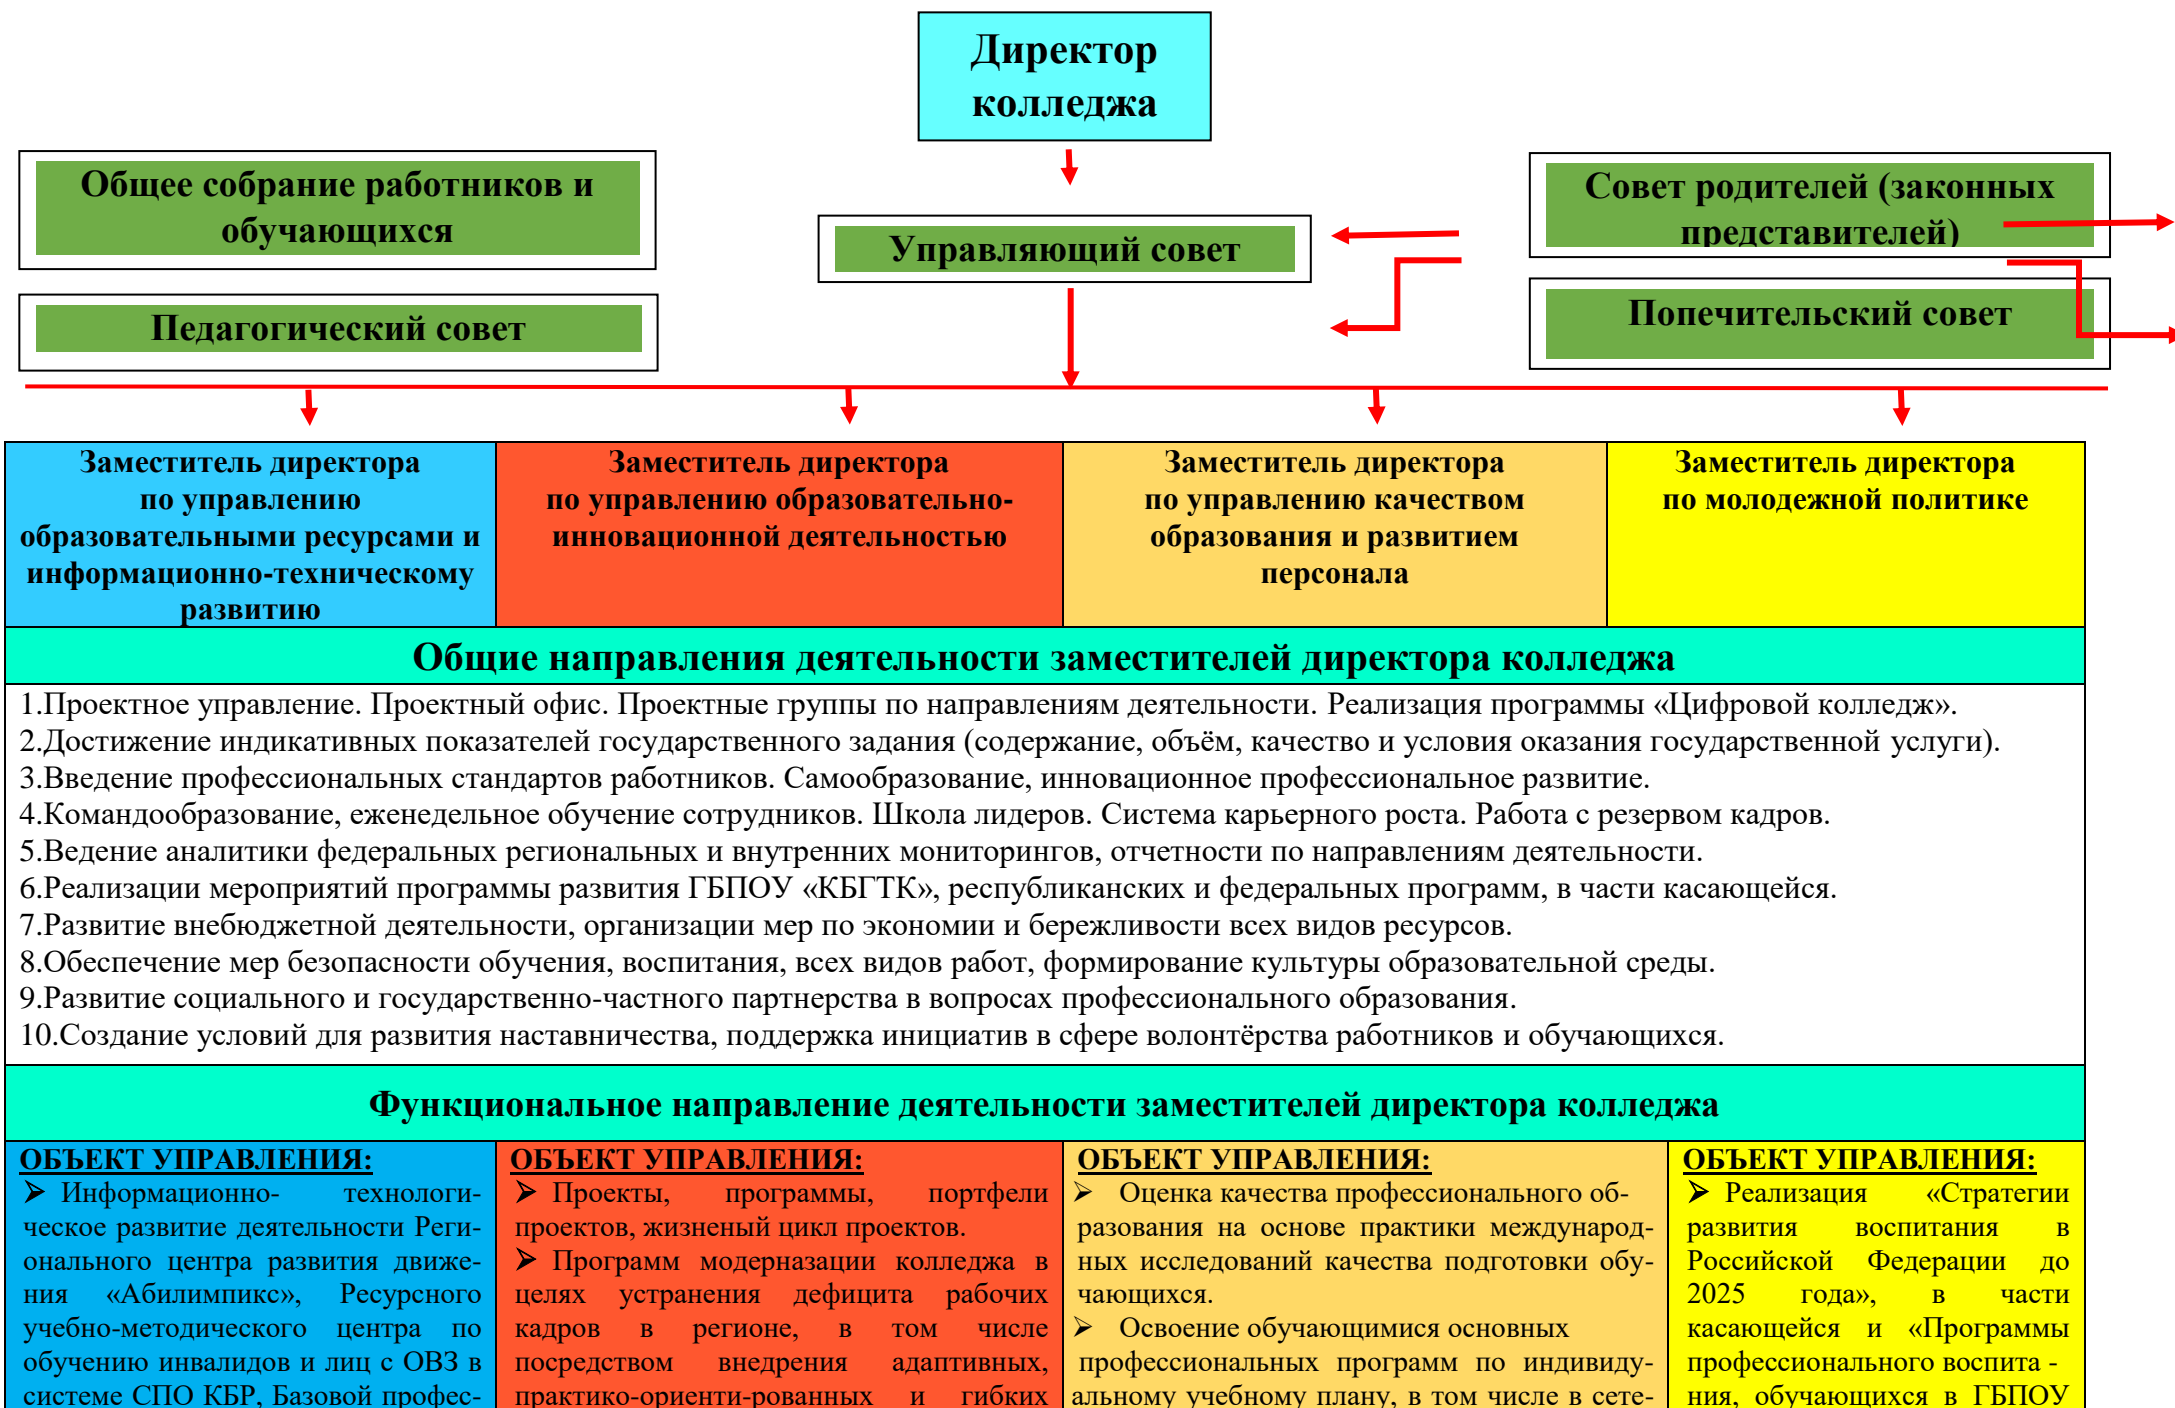 Директор
колледжа
Общее собрание работников и
обучающихся
Управляющий совет
Совет родителей (законных
представителей)
Педагогический совет
Попечительский совет
Заместитель директора
по управлению
образовательными ресурсами и
информационно-техническому
развитию
Заместитель директора
по управлению образовательно-
инновационной деятельностью
Заместитель директора
по управлению качеством
образования и развитием
персонала
Заместитель директора
по молодежной политике
Общие направления деятельности заместителей директора колледжа
1.Проектное управление. Проектный офис. Проектные группы по направлениям деятельности. Реализация программы «Цифровой колледж».
2.Достижение индикативных показателей государственного задания (содержание, объём, качество и условия оказания государственной услуги).
3.Введение профессиональных стандартов работников. Самообразование, инновационное профессиональное развитие.
4.Командообразование, еженедельное обучение сотрудников. Школа лидеров. Система карьерного роста. Работа с резервом кадров.
5.Ведение аналитики федеральных региональных и внутренних мониторингов, отчетности по направлениям деятельности.
6.Реализации мероприятий программы развития ГБПОУ «КБГТК», республиканских и федеральных программ, в части касающейся.
7.Развитие внебюджетной деятельности, организации мер по экономии и бережливости всех видов ресурсов.
8.Обеспечение мер безопасности обучения, воспитания, всех видов работ, формирование культуры образовательной среды.
9.Развитие социального и государственно-частного партнерства в вопросах профессионального образования.
10.Создание условий для развития наставничества, поддержка инициатив в сфере волонтёрства работников и обучающихся.
Функциональное направление деятельности заместителей директора колледжа
ОБЪЕКТ УПРАВЛЕНИЯ:
➢ Информационно- технологи-
ческое развитие деятельности Реги-
онального центра развития движе-
ния «Абилимпикс», Ресурсного
учебно-методического центра по
обучению инвалидов и лиц с ОВЗ в
системе СПО КБР, Базовой профес-
ОБЪЕКТ УПРАВЛЕНИЯ:
➢ Проекты, программы, портфели
проектов, жизненый цикл проектов.
➢ Программ модерназации колледжа в
целях устранения дефицита рабочих
кадров в регионе, в том числе
посредством внедрения адаптивных,
практико-ориенти-рованных и гибких
ОБЪЕКТ УПРАВЛЕНИЯ:
➢ Оценка качества профессионального об-
разования на основе практики международ-
ных исследований качества подготовки обу-
чающихся.
➢ Освоение обучающимися основных
профессиональных программ по индивиду-
альному учебному плану, в том числе в сете-
ОБЪЕКТ УПРАВЛЕНИЯ:
➢ Реализация «Стратегии
развития воспитания в
Российской Федерации до
2025 года», в части
касающейся и «Программы
профессионального воспита -
ния, обучающихся в ГБПОУ